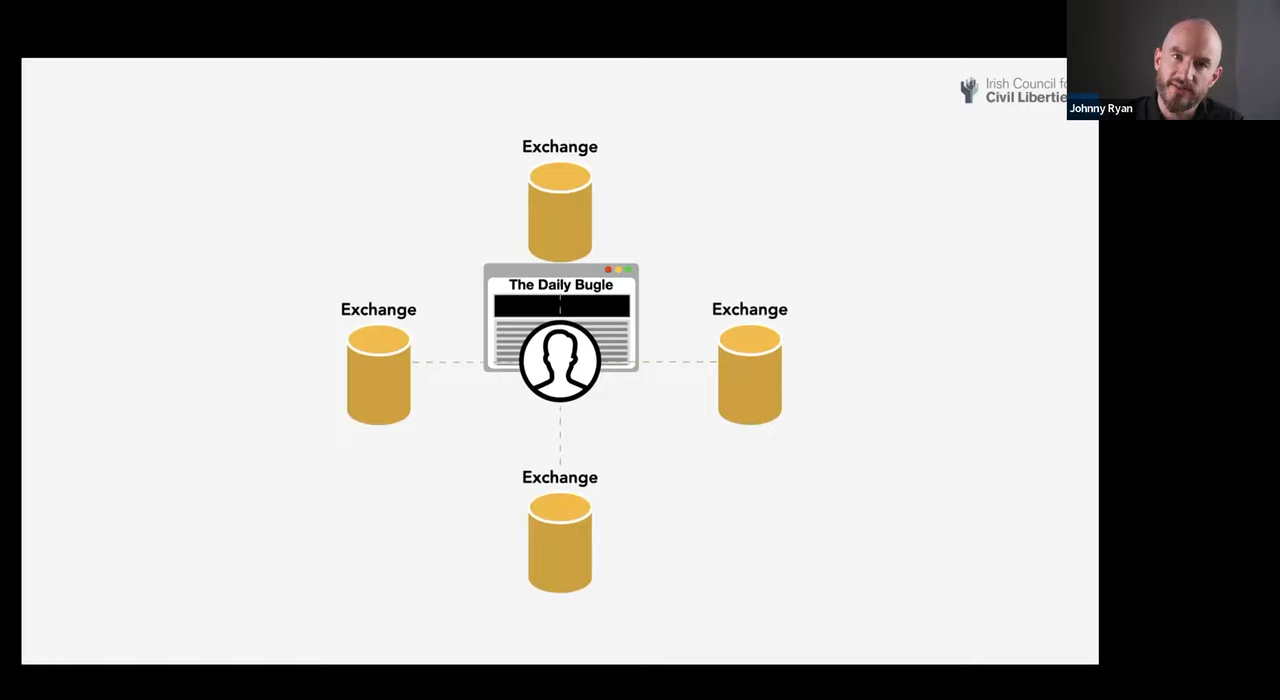 Irish Council fo
Civil Libertie
Johnny Ryan
Exchange
The Daily Bugle
Exchange
Exchange
Exchange